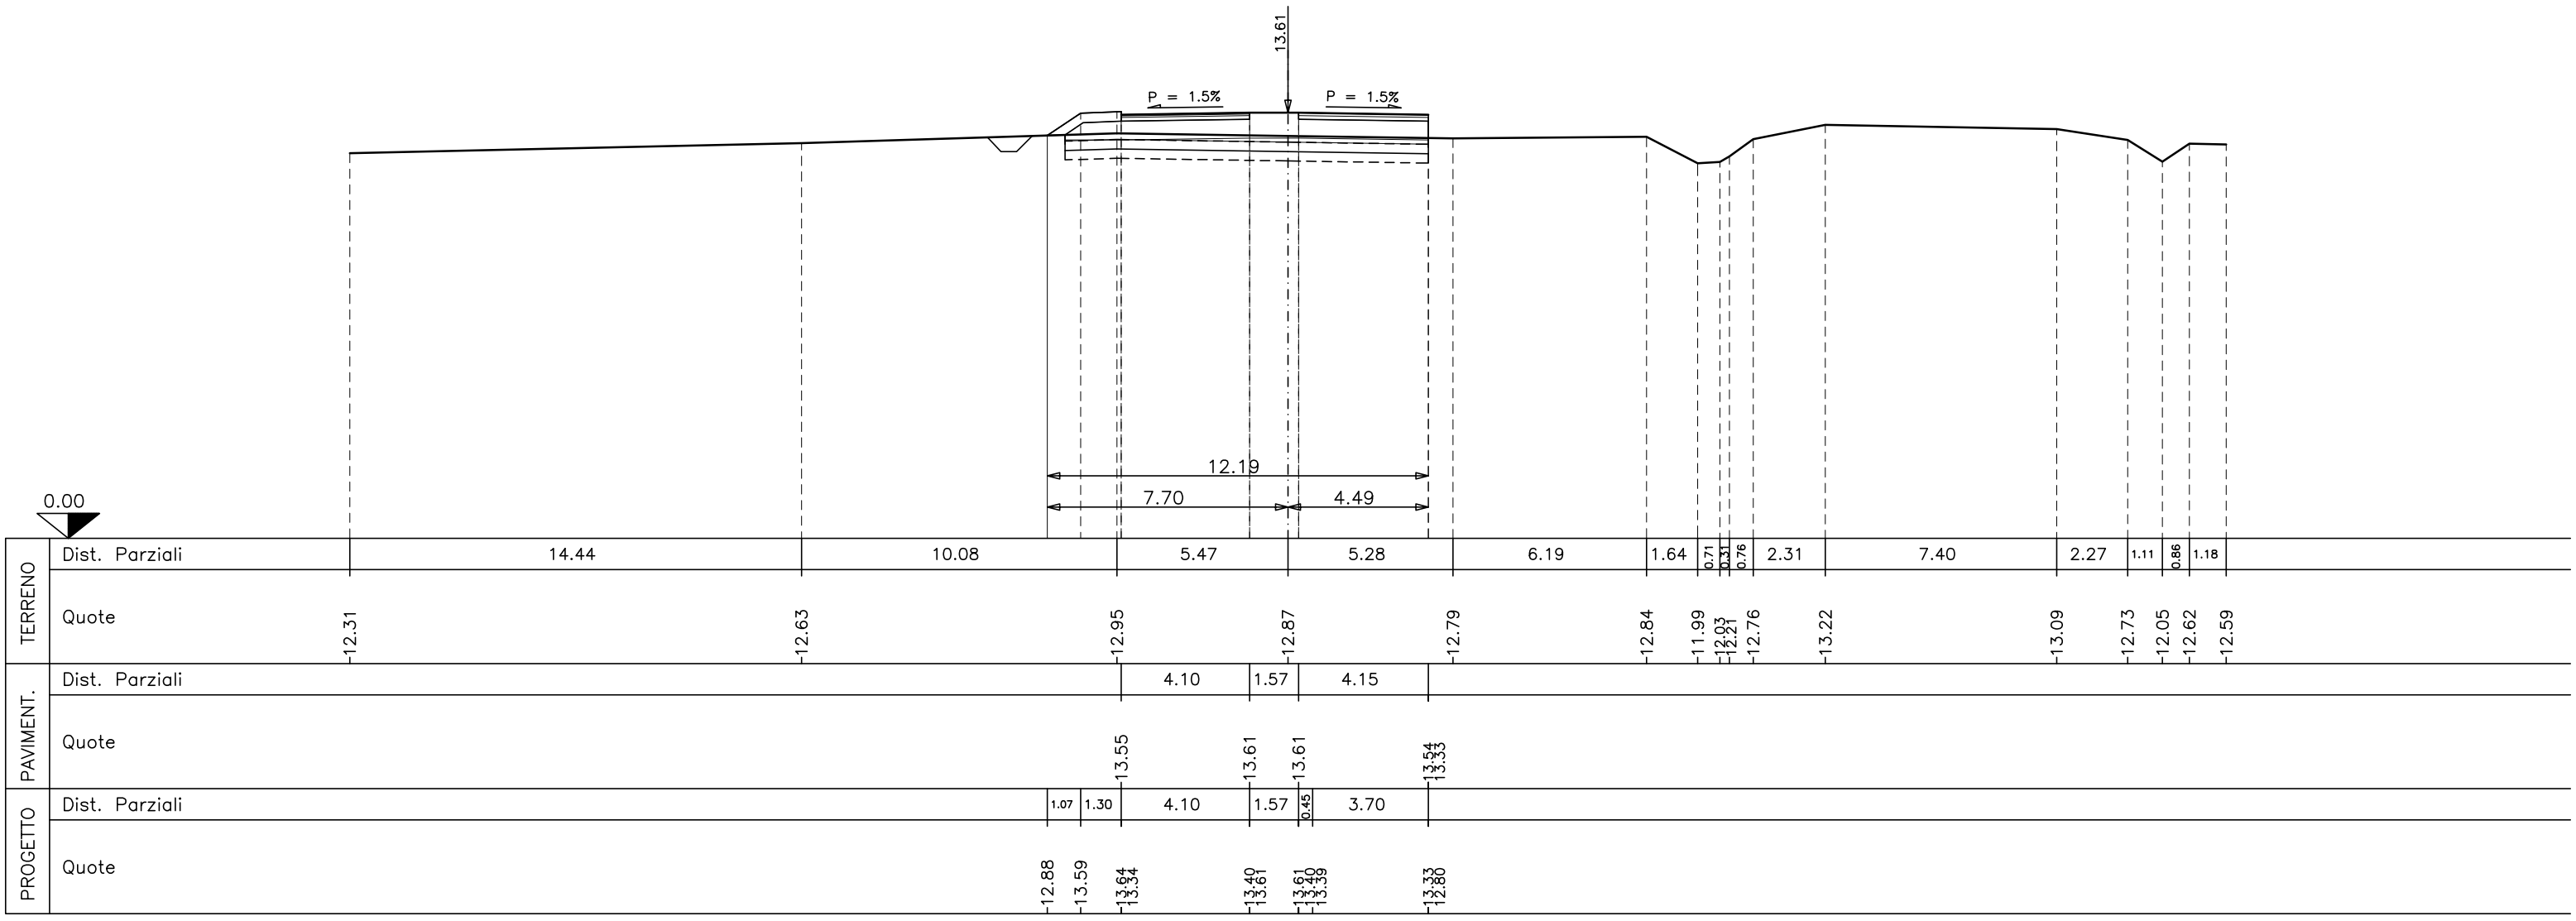 13.61
P = 1.5% P = 1.5%
12.19
7.70 4.49
0.00
TERRENO
Dist. Parziali 14.44 10.08 5.47 5.28 6.19 1.64 0.71 0.31 0.76 2.31 7.40 2.27 1.11 0.86 1.18
Quote 12.31 12.63 12.95 12.87 12.79 12.84 11.99 12.03 12.21 12.76 13.22 13.09 12.73 12.05 12.62 12.59
PAVIMENT.
Dist. Parziali 4.10 1.57 4.15
Quote 13.55 13.61 13.61 13.54 13.33
PROGETTO
Dist. Parziali 1.07 1.30 4.10 1.57 0.45 3.70
Quote 12.88 13.59 13.64 13.34 13.40 13.61 13.61 13.40 13.39 13.33 12.80